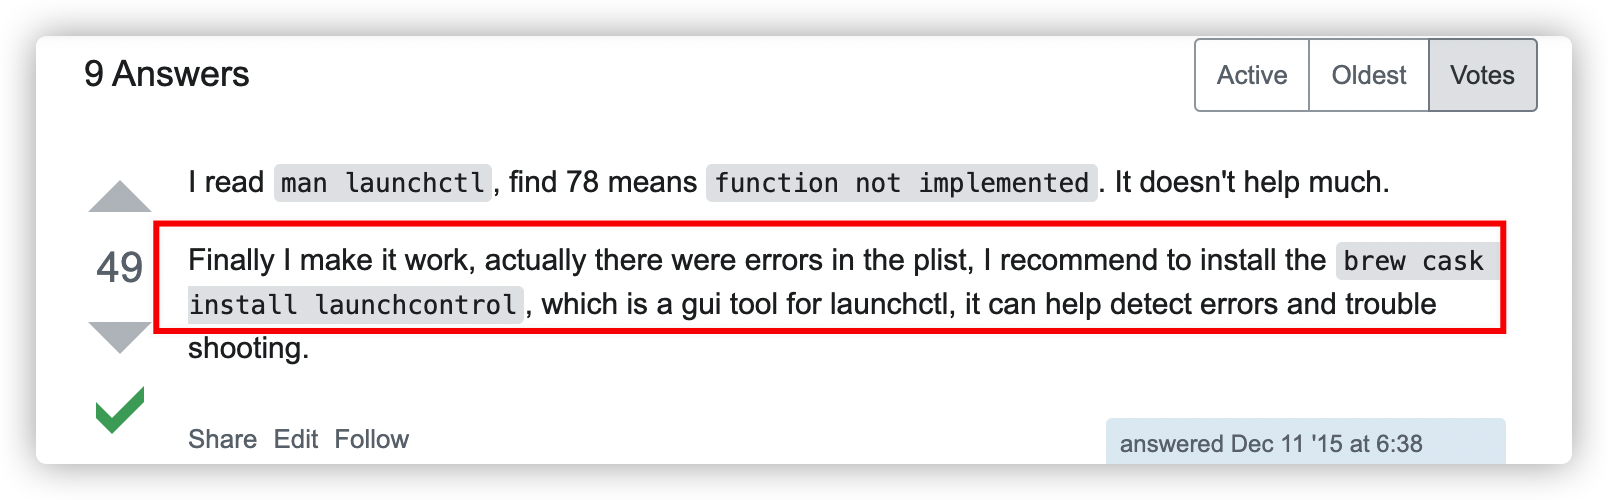 9 Answers
Active Oldest Votes
I read man launchctl, find 78 means function not implemented. It doesn't help much.
49
Finally I make it work, actually there were errors in the plist, I recommend to install the brew cask
install launchcontrol, which is a gui tool for launchctl, it can help detect errors and trouble
shooting.
Share Edit Follow
answered Dec 11 '15 at 6:38